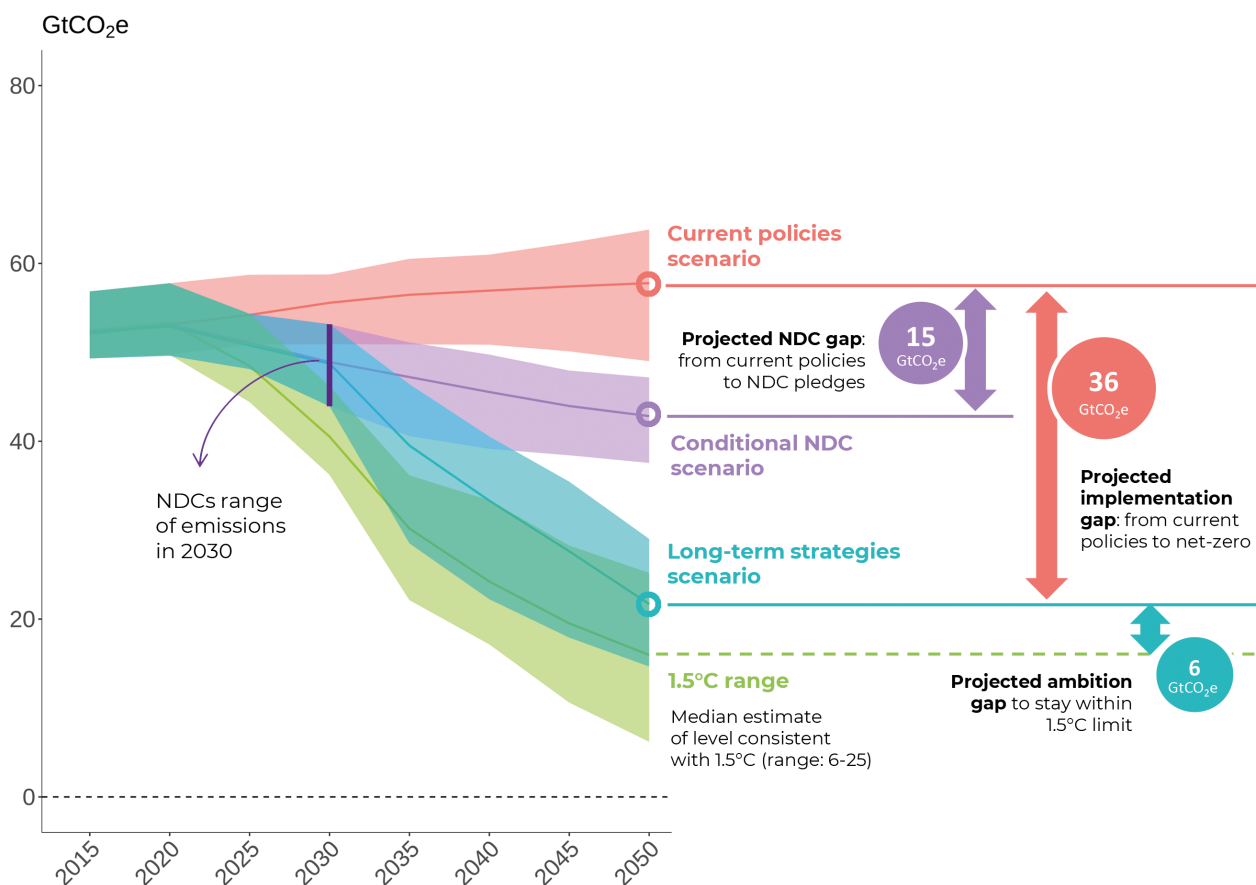 GtCO₂e
80
60
40
20
0
2015
2020
2025
2030
2035
2040
2045
2050
NDCs range
of emissions
in 2030
Current policies
scenario
Projected NDC gap:
from current policies
to NDC pledges
15
GtCO₂e
36
GtCO₂e
Conditional NDC
scenario
Projected
implementation
gap: from current
policies to net-zero
Long-term strategies
scenario
1.5°C range
Median estimate
of level consistent
with 1.5°C (range: 6-25)
Projected ambition
gap to stay within
1.5°C limit
6
GtCO₂e